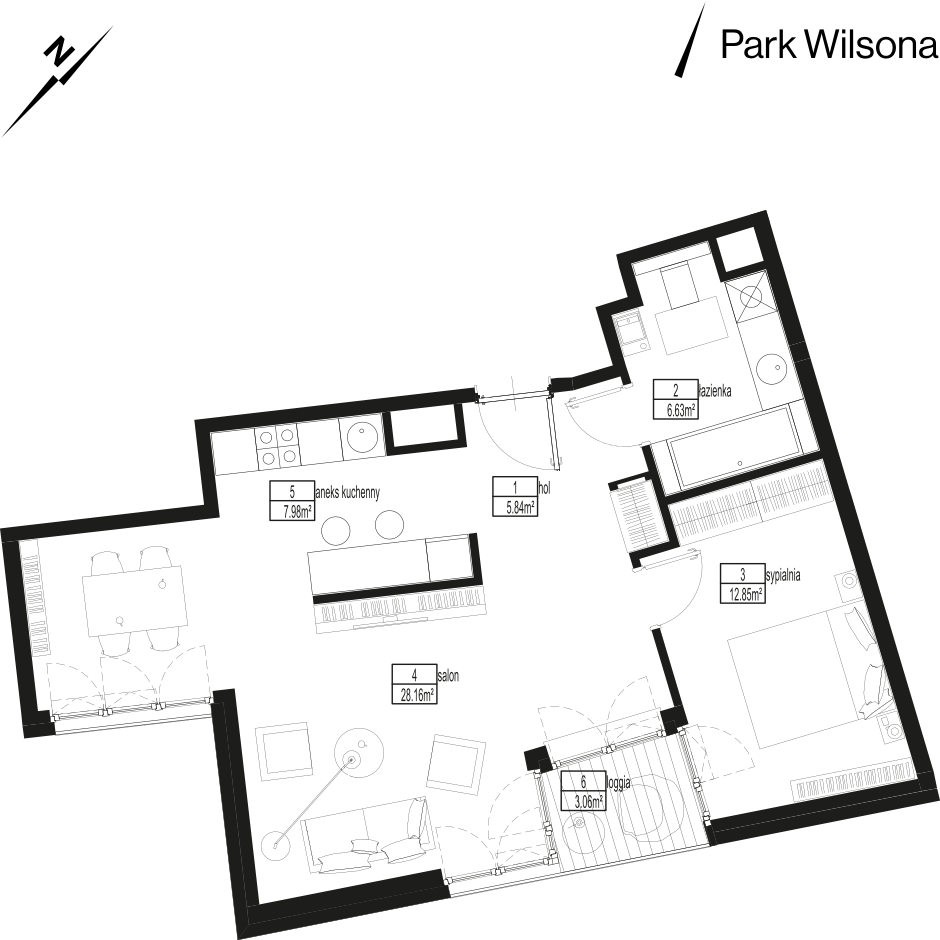 N
Park Wilsona
2 łazienka
6.63m²
5 aneks kuchenny
7.98m²
1 hol
5.84m²
3 sypialnia
12.85m²
4 salon
28.16m²
6 loggia
3.06m²